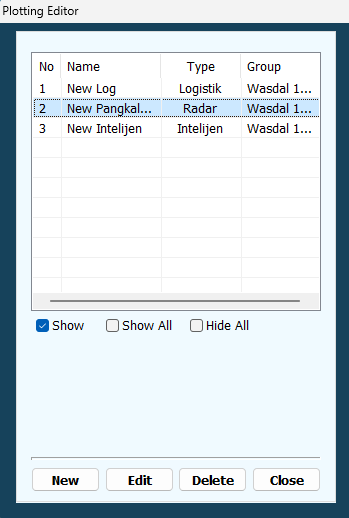 Plotting Editor
No Name Type Group
1 New Log Logistik Wasdal 1...
2 New Pangkal... Radar Wasdal 1...
3 New Intelijen Intelijen Wasdal 1...
Show Show All Hide All
New Edit Delete Close